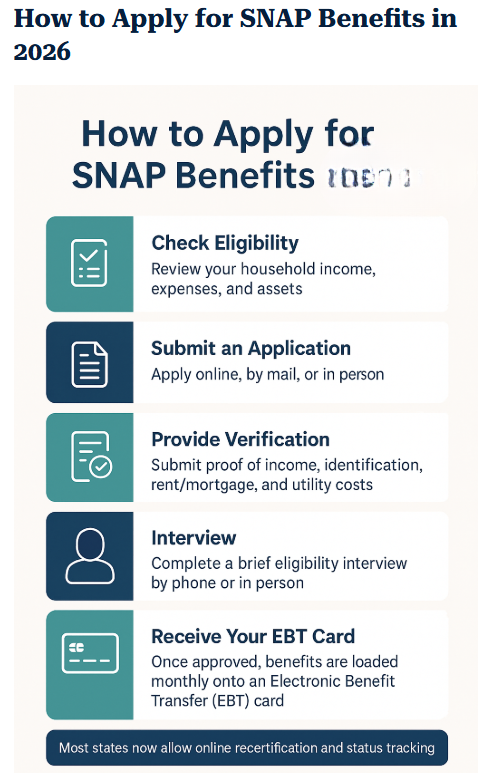 How to Apply for SNAP Benefits in
2026
How to Apply for
SNAP Benefits
Check Eligibility
Review your household income,
expenses, and assets
Submit an Application
Apply online, by mail, or in person
Provide Verification
Submit proof of income, identification,
rent/mortgage, and utility costs
Interview
Complete a brief eligibility interview
by phone or in person
Receive Your EBT Card
Once approved, benefits are loaded
monthly onto an Electronic Benefit
Transfer (EBT) card
Most states now allow online recertification and status tracking